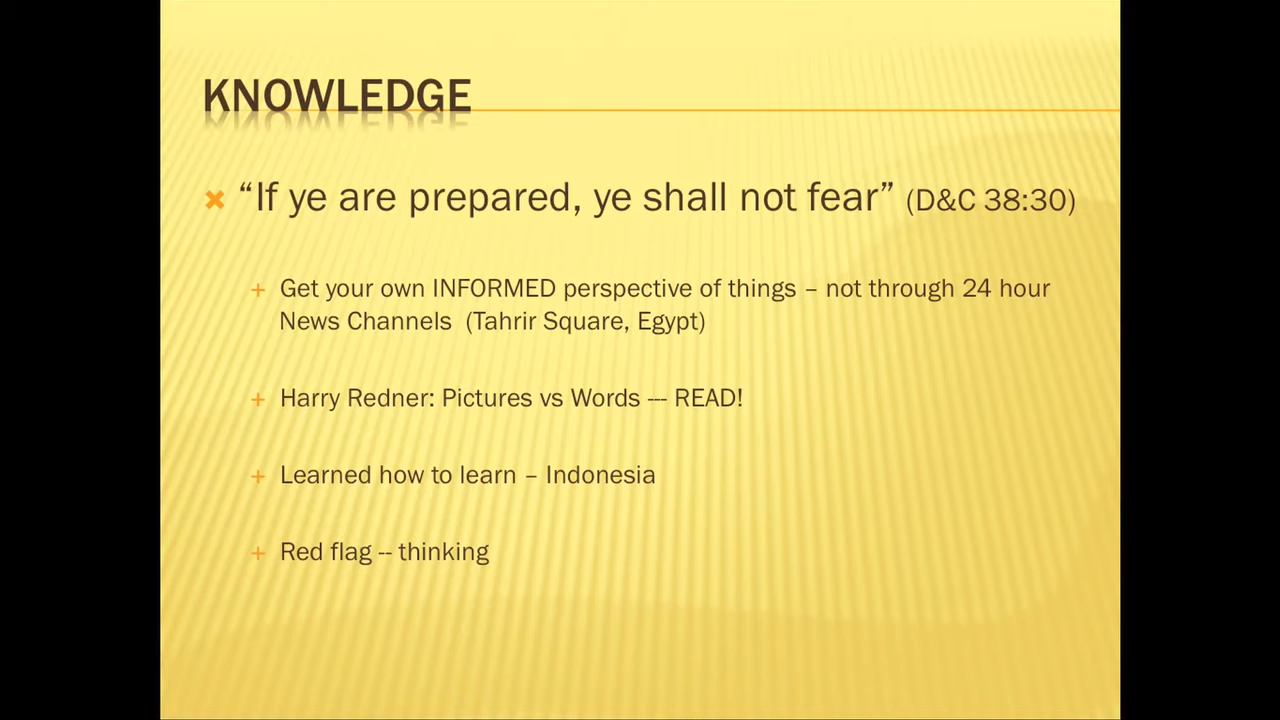 KNOWLEDGE
“If ye are prepared, ye shall not fear” (D&C 38:30)
Get your own INFORMED perspective of things – not through 24 hour
News Channels (Tahrir Square, Egypt)
Harry Redner: Pictures vs Words --- READ!
Learned how to learn – Indonesia
Red flag -- thinking